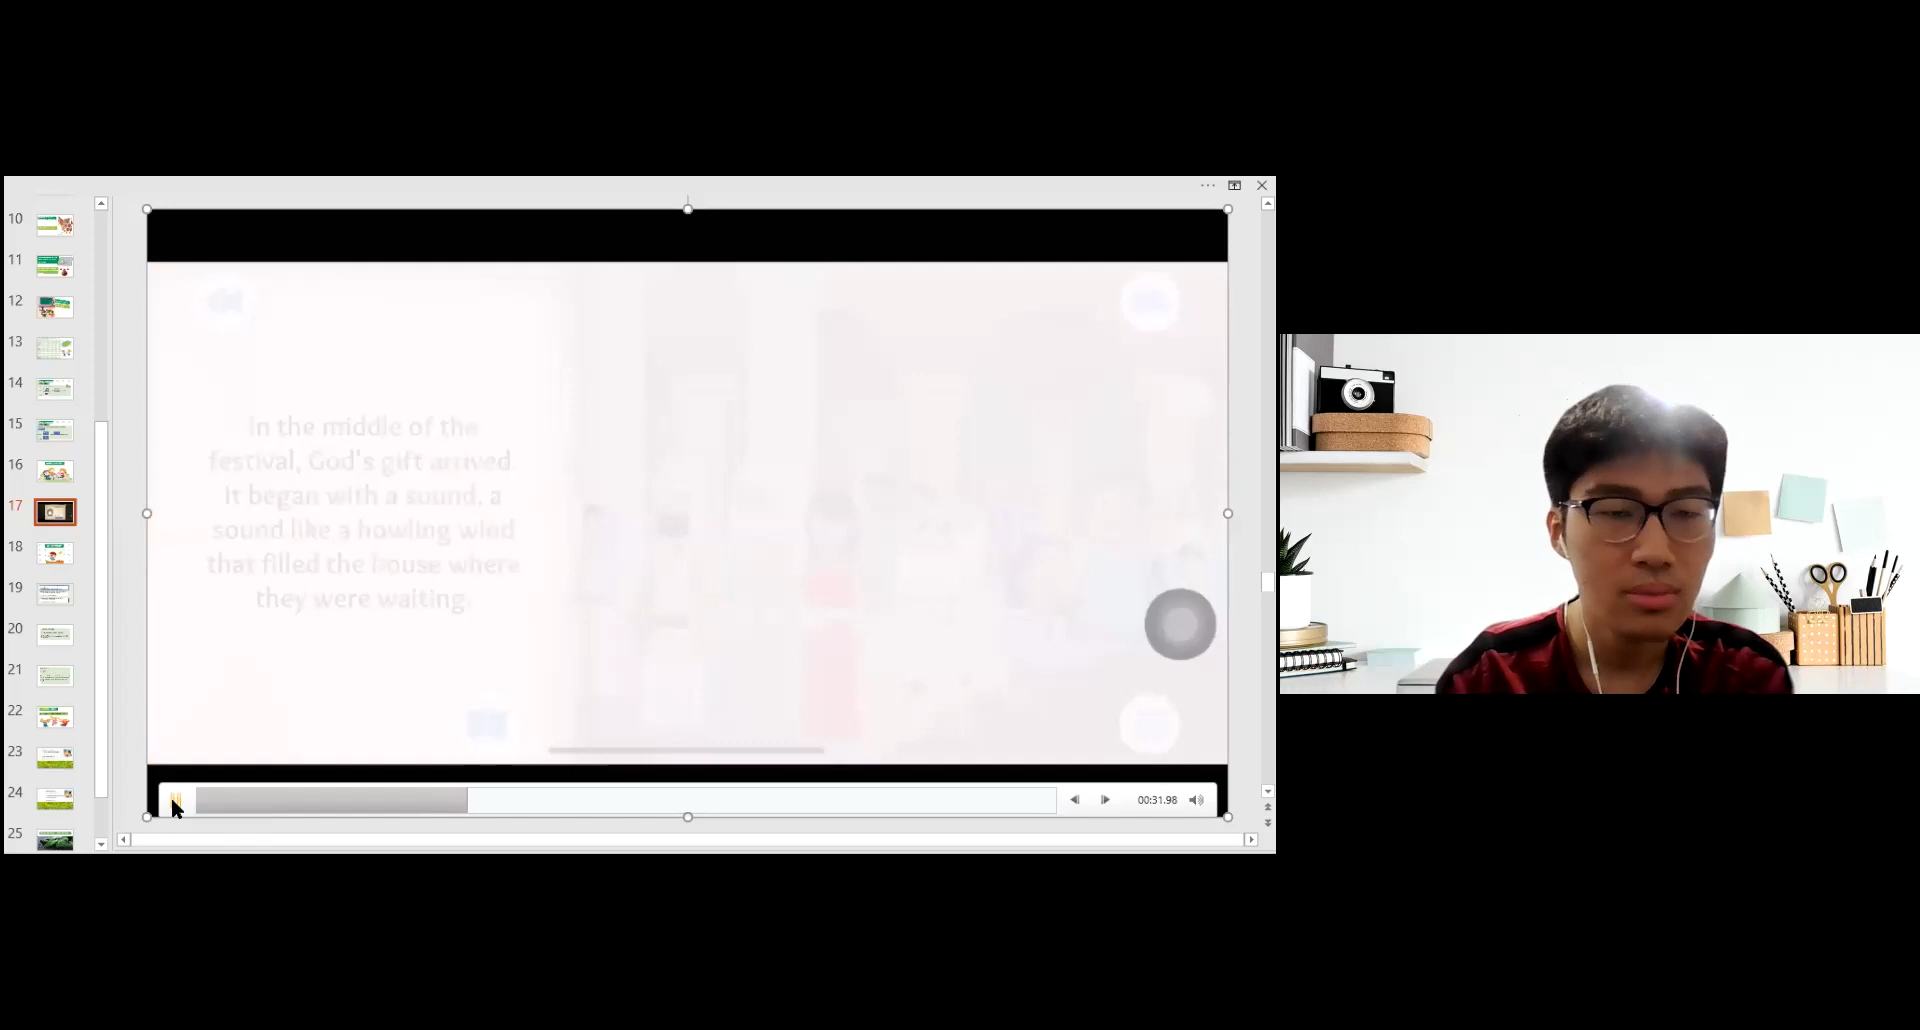 10
11
12
13
14
15
16
17
18
19
20
21
22
23
24
25
In the middle of the
festival, God's gift arrived.
It began with a sound, a
sound like a howling wind
that filled the house where
they were waiting.
00:31.98